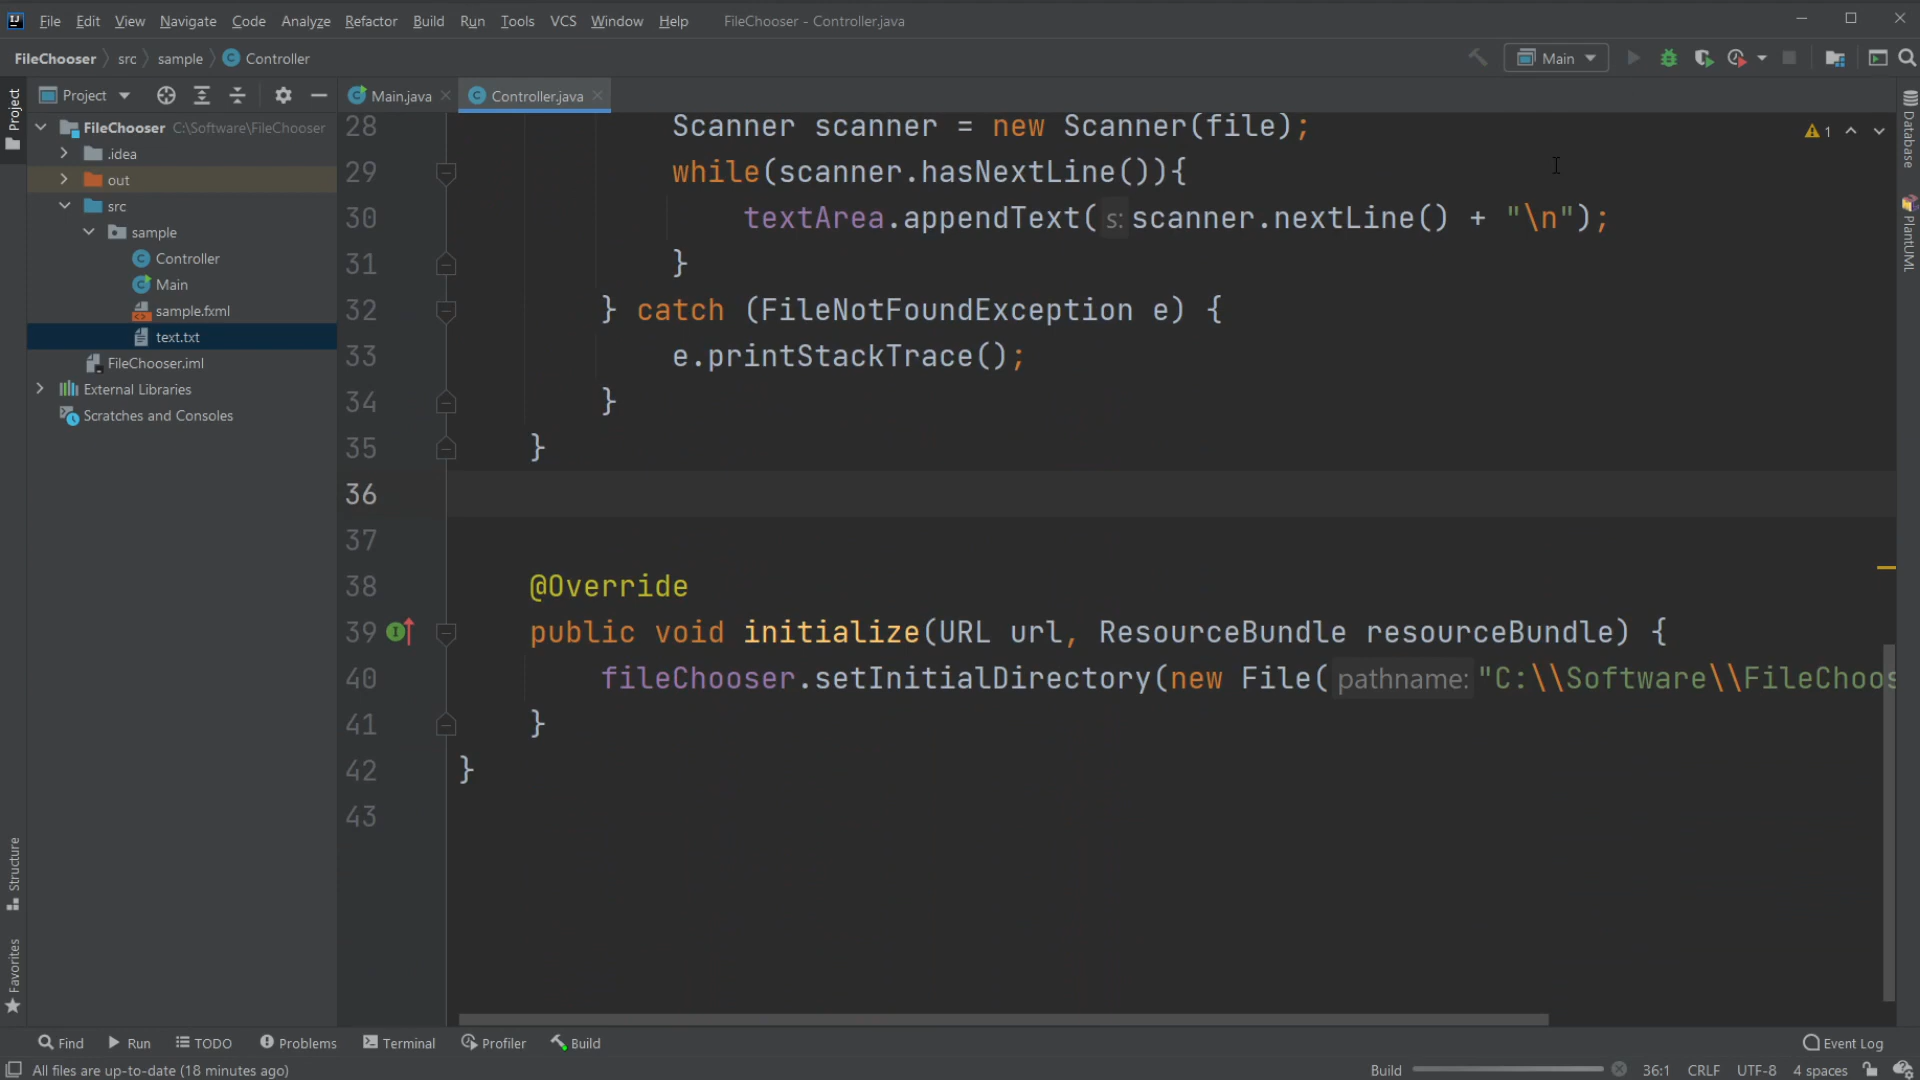 File Edit View Navigate Code Analyze Refactor Build Run Tools VCS Window Help FileChooser - Controller.java
FileChooser src sample Controller Main
Project
Main.java Controller.java
FileChooser C:\Software\FileChooser
.idea
out
src
sample
Controller
Main
sample.fxml
text.txt
FileChooser.iml
External Libraries
Scratches and Consoles
Project
Structure
Favorites
28 Scanner scanner = new Scanner(file);
29 while(scanner.hasNextLine()){
30 textArea.appendText( s: scanner.nextLine() + "\n");
31 }
32 } catch (FileNotFoundException e) {
33 e.printStackTrace();
34 }
35 }
36
37
38 @Override
39 public void initialize(URL url, ResourceBundle resourceBundle) {
40 fileChooser.setInitialDirectory(new File( pathname: "C:\\Software\\FileChoos
41 }
42 }
43
1
Database
PlantUML
Find Run TODO Problems Terminal Profiler Build Event Log
All files are up-to-date (18 minutes ago) Build 36:1 CRLF UTF-8 4 spaces